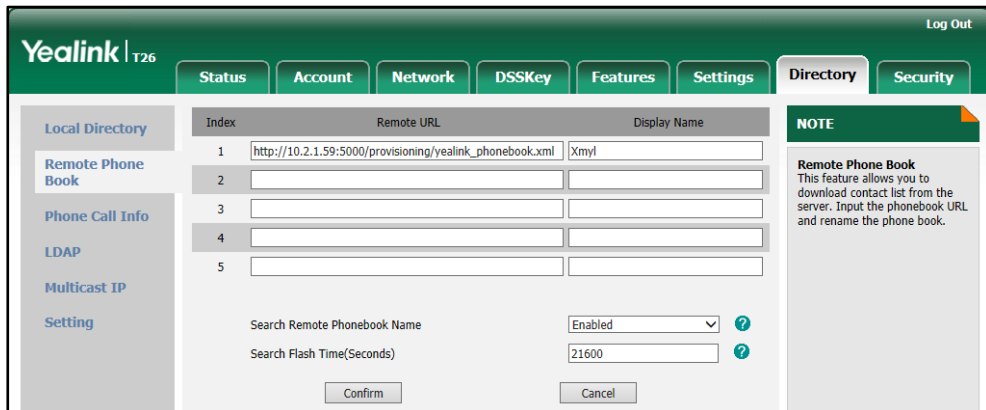 Log Out
Yealink T26
Status Account Network DSSKey Features Settings Directory Security
Local Directory
Remote Phone
Book
Phone Call Info
LDAP
Multicast IP
Setting
Index Remote URL Display Name
1 http://10.2.1.59:5000/provisioning/yealink_phonebook.xml Xmyl
2
3
4
5
Search Remote Phonebook Name Enabled ?
Search Flash Time(Seconds) 21600 ?
Confirm Cancel
NOTE
Remote Phone Book
This feature allows you to
download contact list from the
server. Input the phonebook URL
and rename the phone book.